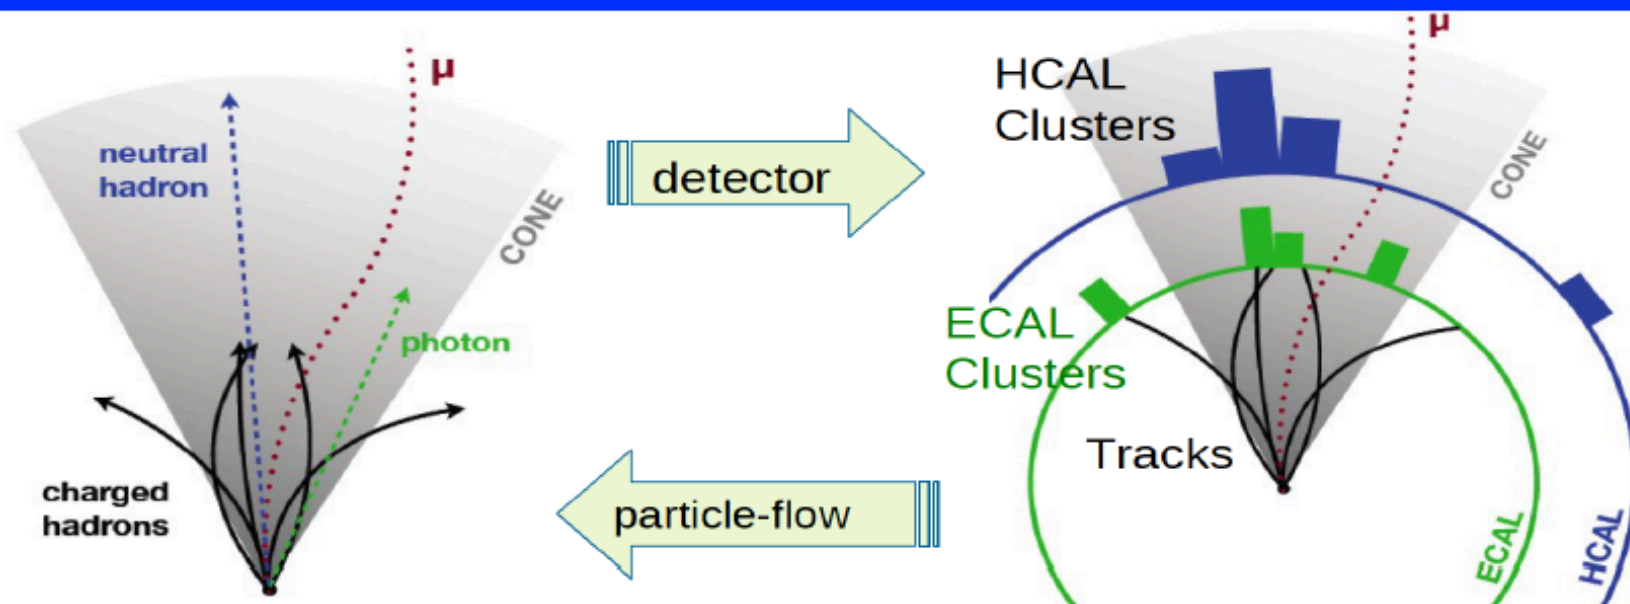 μ
neutral
hadron
CONE
photon
charged
hadrons
detector
particle-flow
μ
HCAL
Clusters
CONE
ECAL
Clusters
Tracks
ECAL
HCAL